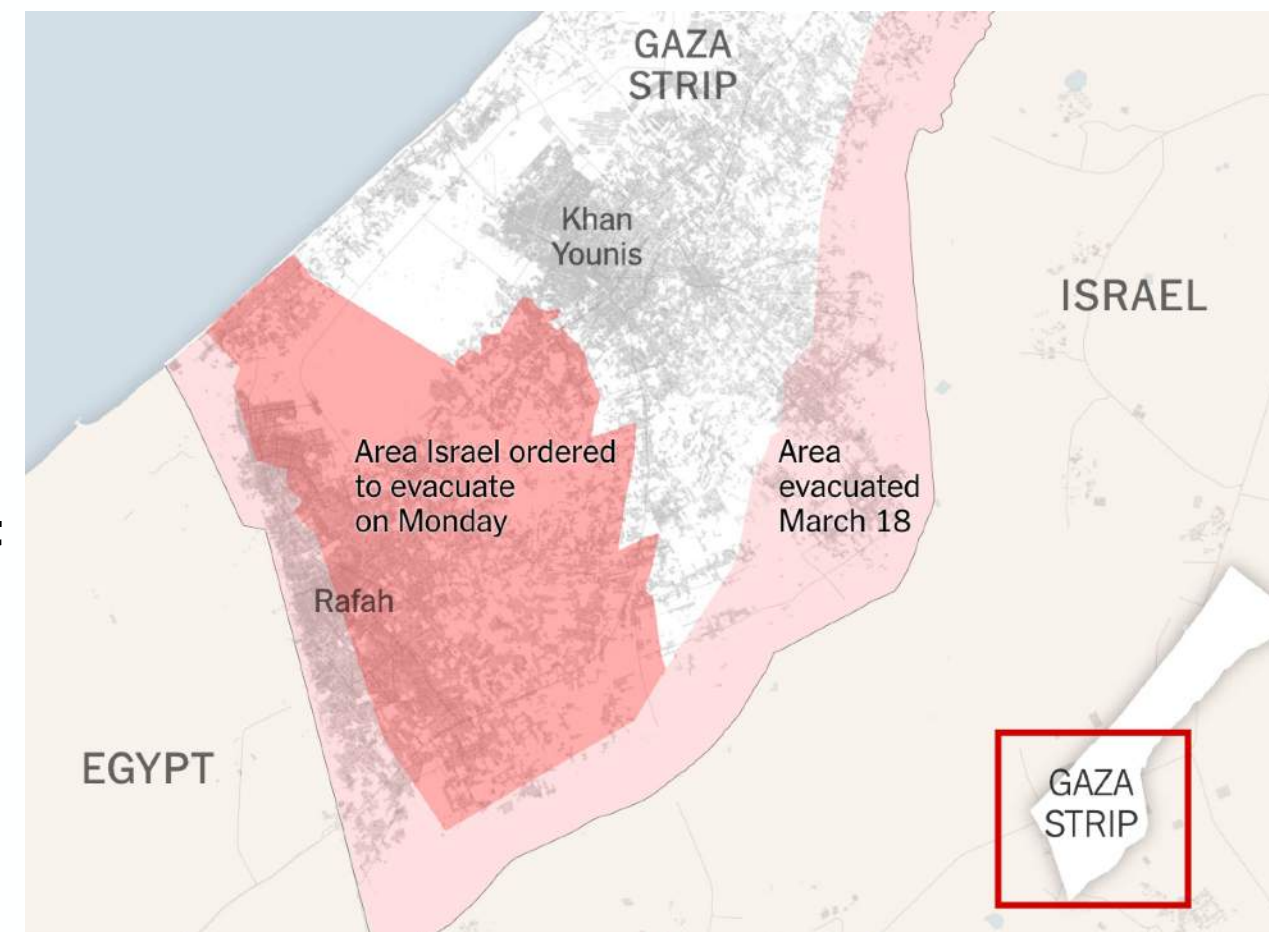 GAZA
STRIP
Khan
Younis
ISRAEL
Area Israel ordered
to evacuate
on Monday
Area
evacuated
March 18
Rafah
EGYPT
GAZA
STRIP